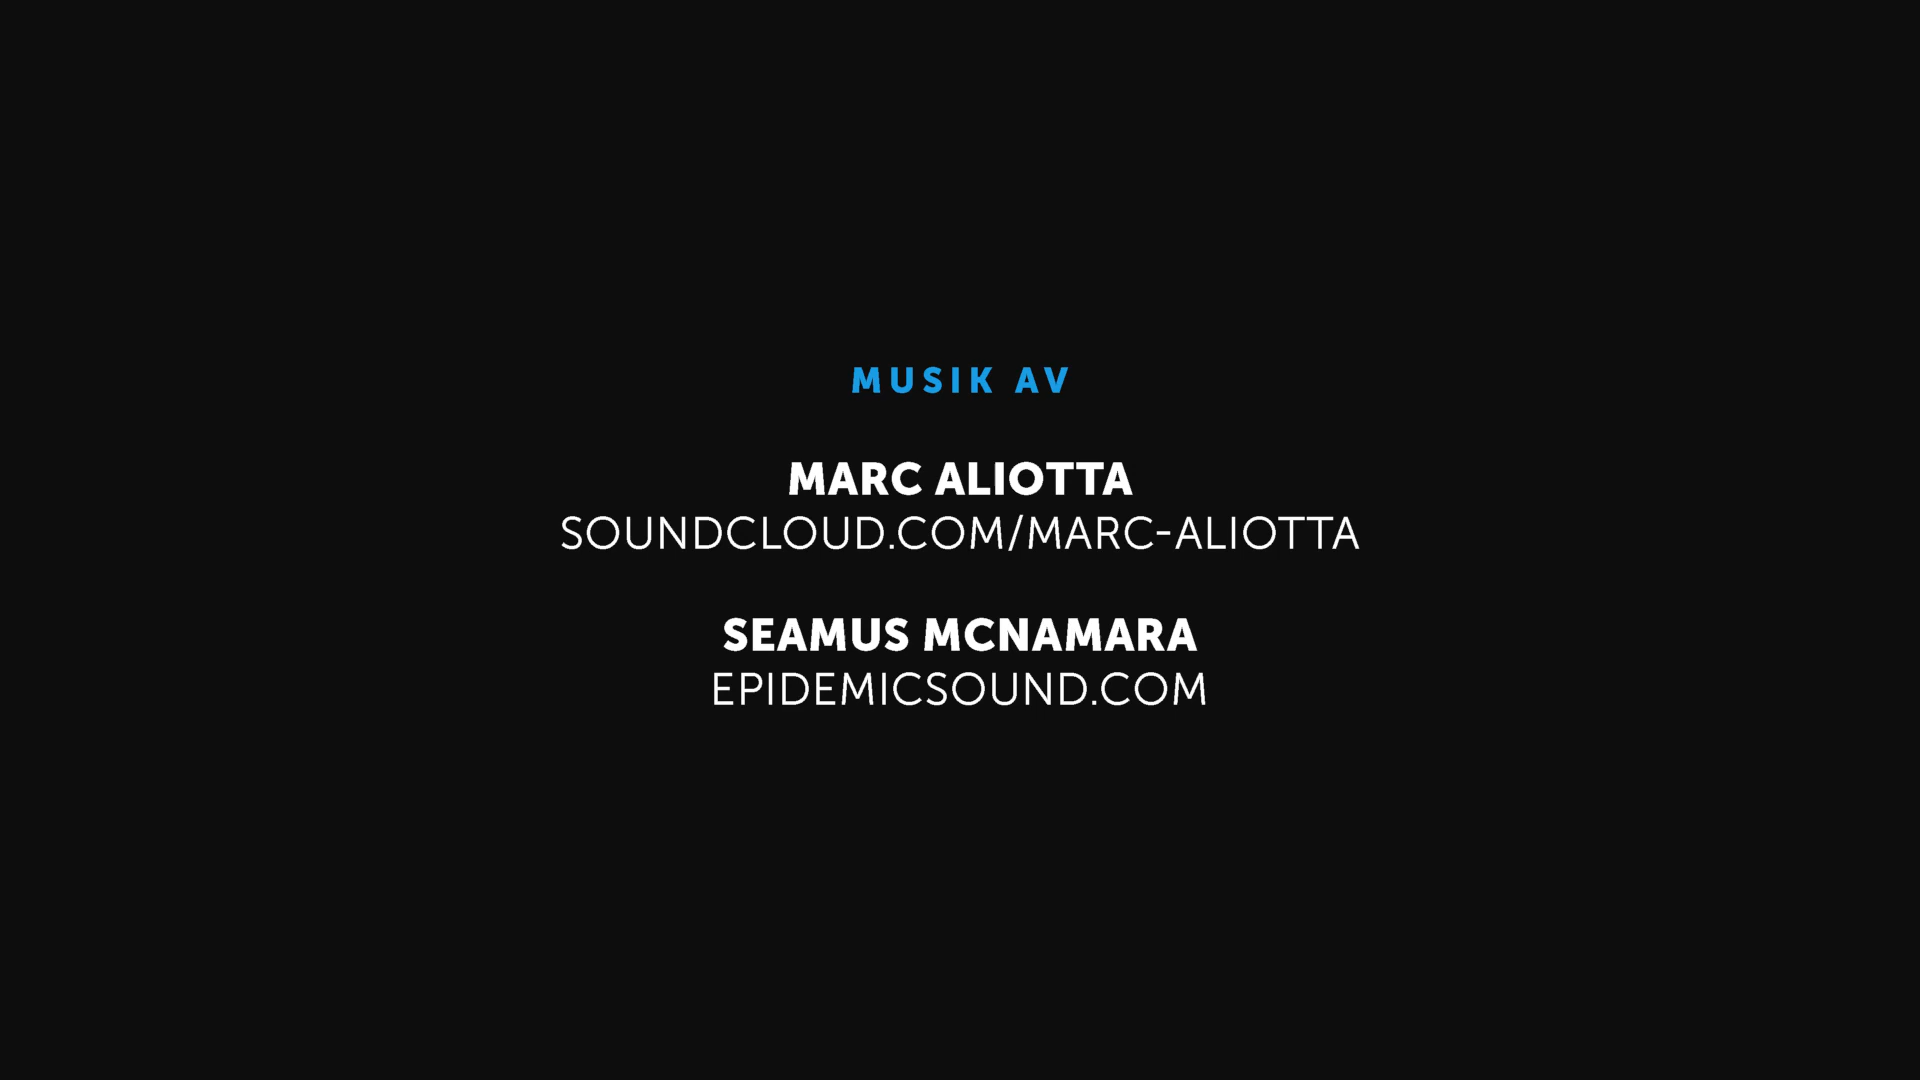 MUSIK AV
MARC ALIOTTA
SOUNDCLOUD.COM/MARC-ALIOTTA
SEAMUS MCNAMARA
EPIDEMICSOUND.COM